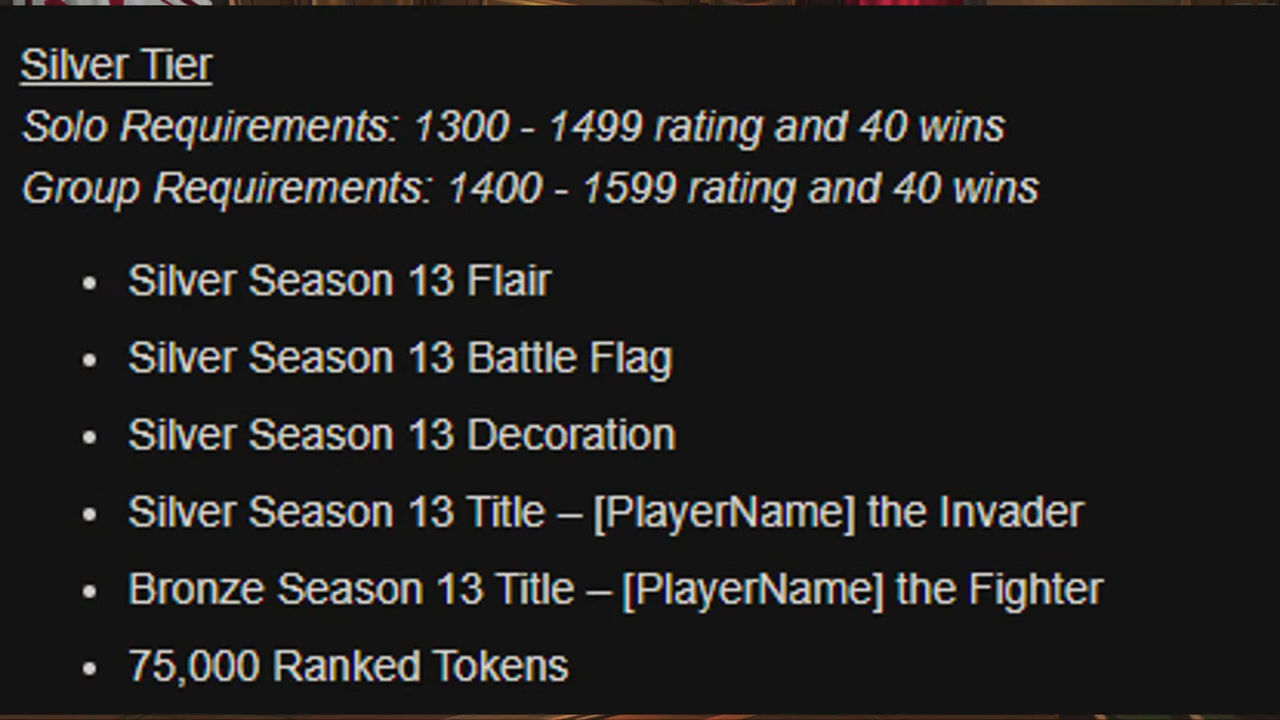 Silver Tier
Solo Requirements: 1300 - 1499 rating and 40 wins
Group Requirements: 1400 - 1599 rating and 40 wins
• Silver Season 13 Flair
• Silver Season 13 Battle Flag
• Silver Season 13 Decoration
• Silver Season 13 Title – [PlayerName] the Invader
• Bronze Season 13 Title – [PlayerName] the Fighter
• 75,000 Ranked Tokens